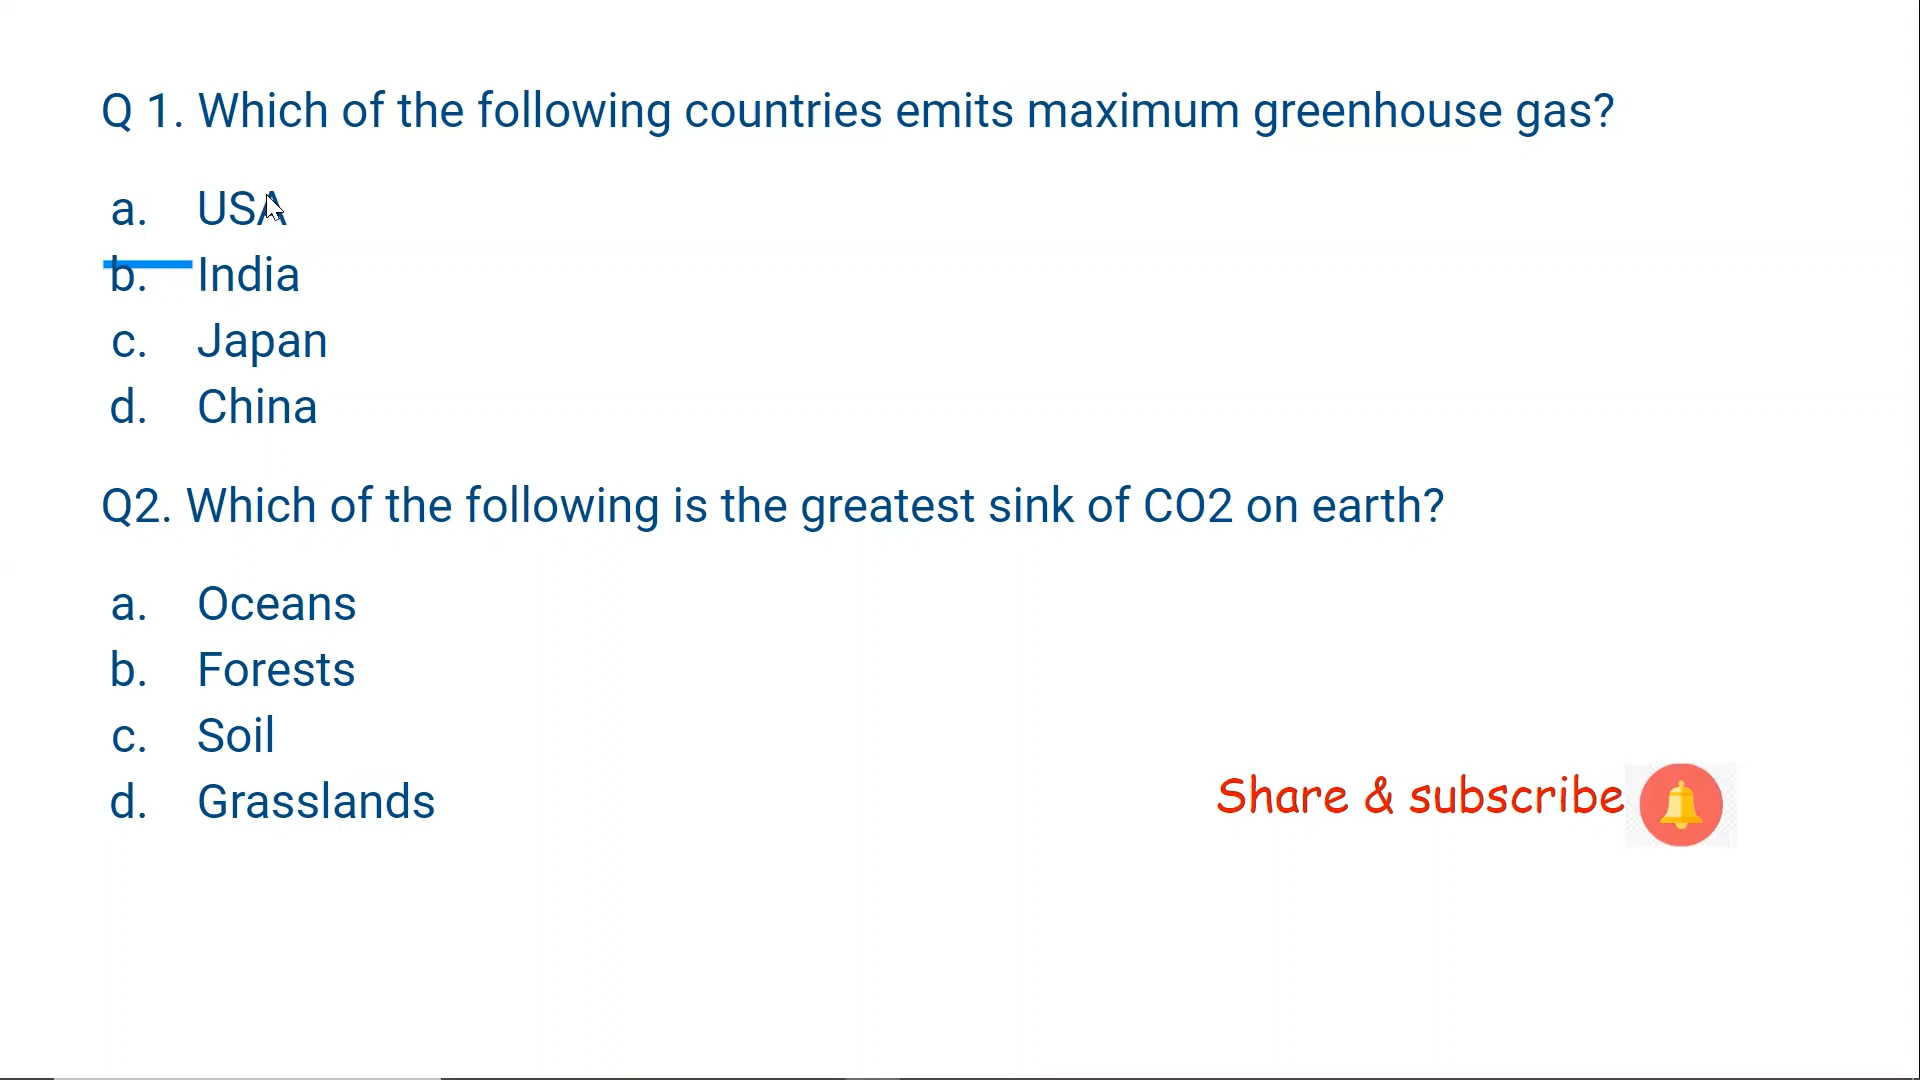 Q 1. Which of the following countries emits maximum greenhouse gas?
a. USA
b. India
c. Japan
d. China
Q2. Which of the following is the greatest sink of CO2 on earth?
a. Oceans
b. Forests
c. Soil
d. Grasslands
Share & subscribe